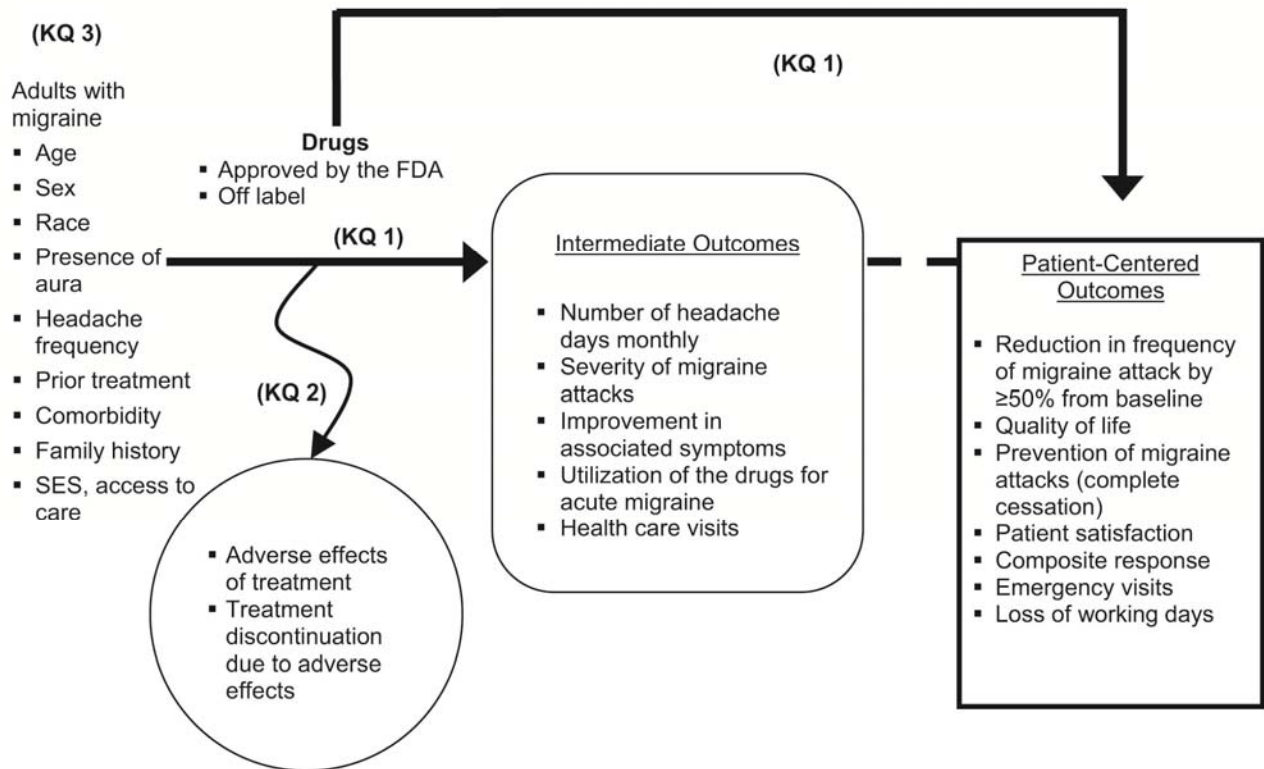 (KQ 3)
Adults with
migraine
▪ Age
▪ Sex
▪ Race
▪ Presence of
aura
▪ Headache
frequency
▪ Prior treatment
▪ Comorbidity
▪ Family history
▪ SES, access to
care
Drugs
▪ Approved by the FDA
▪ Off label
(KQ 1)
(KQ 1)
(KQ 2)
▪ Adverse effects
of treatment
▪ Treatment
discontinuation
due to adverse
effects
Intermediate Outcomes
▪ Number of headache
days monthly
▪ Severity of migraine
attacks
▪ Improvement in
associated symptoms
▪ Utilization of the drugs for
acute migraine
▪ Health care visits
Patient-Centered
Outcomes
▪ Reduction in frequency
of migraine attack by
≥50% from baseline
▪ Quality of life
▪ Prevention of migraine
attacks (complete
cessation)
▪ Patient satisfaction
▪ Composite response
▪ Emergency visits
▪ Loss of working days